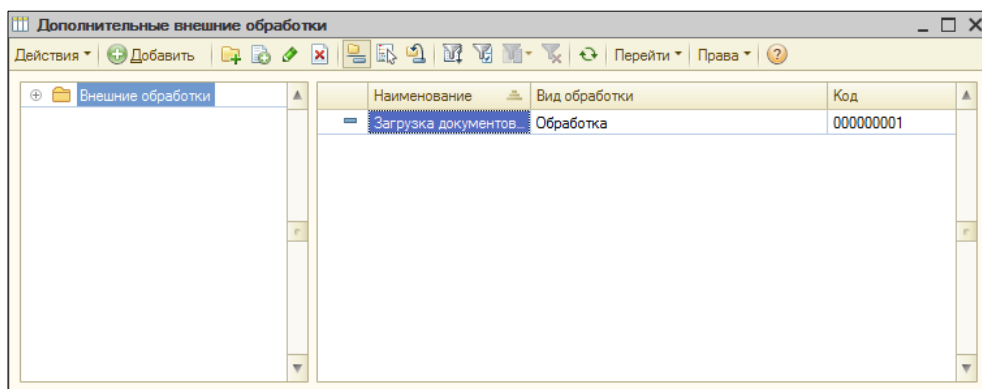 Дополнительные внешние обработки
Действия Добавить Перейти Права ?
Внешние обработки
Наименование Вид обработки Код
Загрузка документов... Обработка 000000001